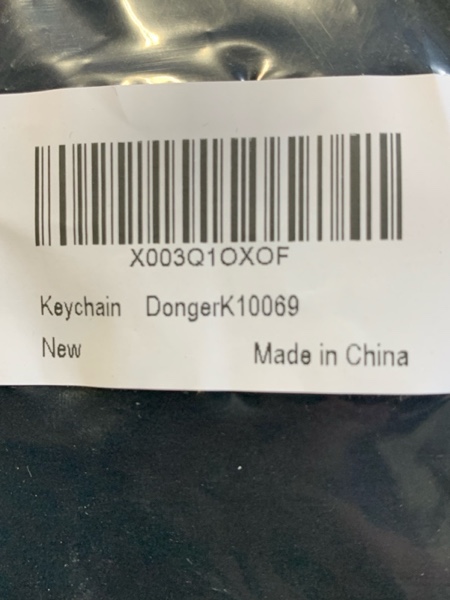 X003Q1OXOF
Keychain DongerK10069
New
Made in China